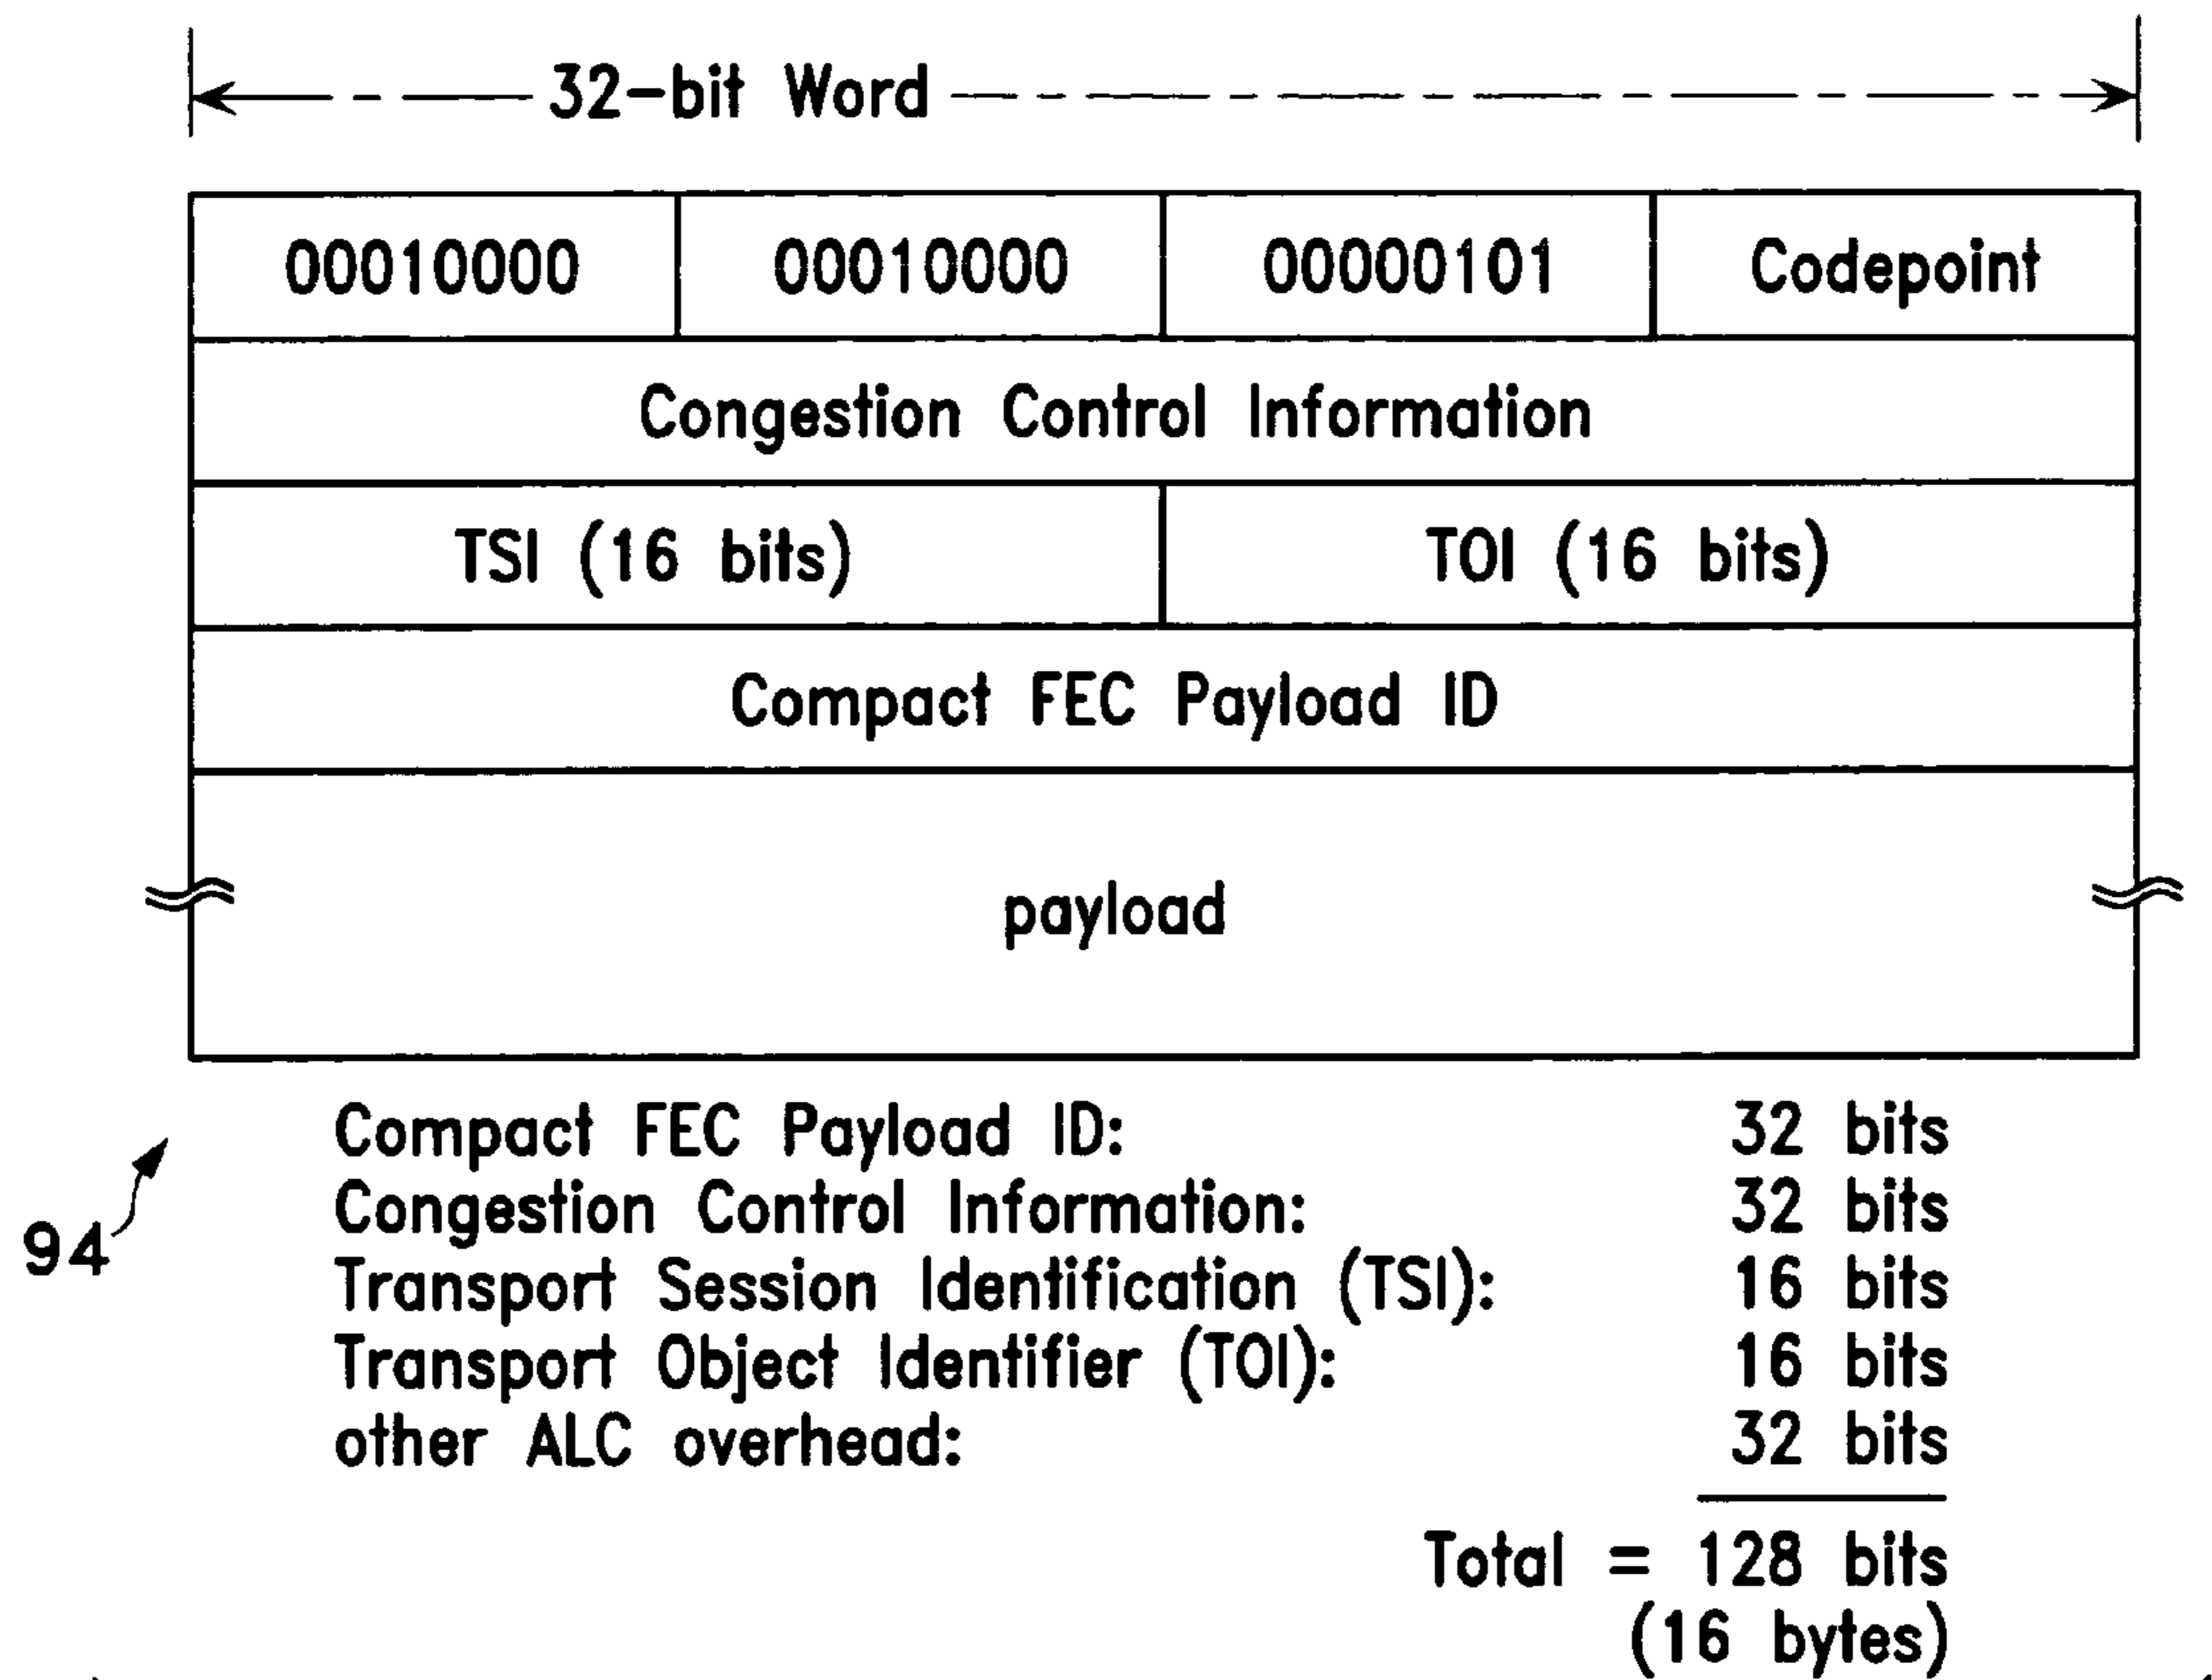 32-bit Word
00010000 00010000 00000101 Codepoint
Congestion Control Information
TSI (16 bits) TOI (16 bits)
Compact FEC Payload ID
payload
Compact FEC Payload ID: 32 bits
Congestion Control Information: 32 bits
Transport Session Identification (TSI): 16 bits
Transport Object Identifier (TOI): 16 bits
other ALC overhead: 32 bits
94
Total = 128 bits
(16 bytes)